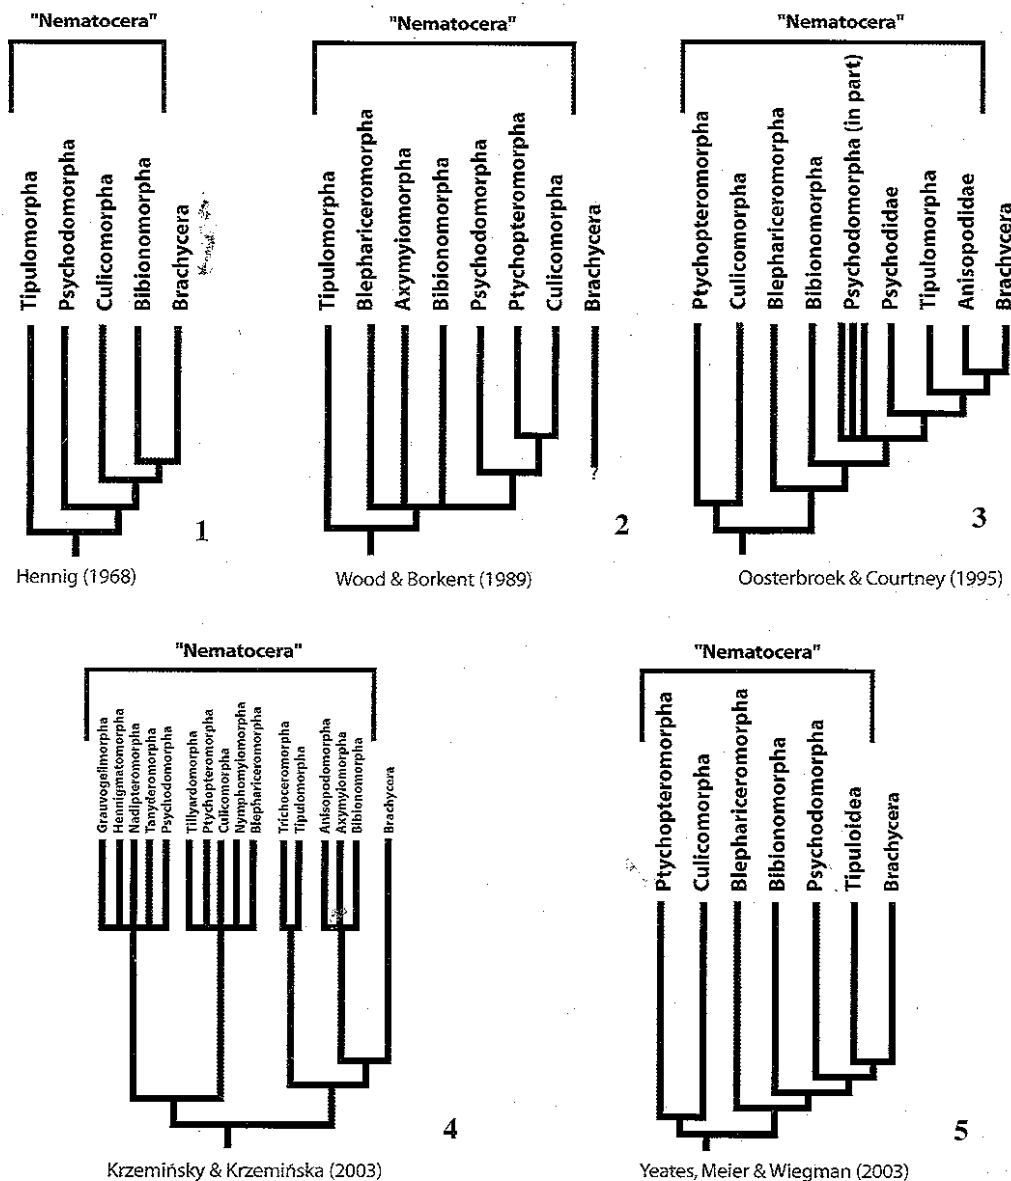 "Nematocera"
Tipulomorpha
Psychodomorpha
Culicomorpha
Bibionomorpha
Brachycera
1
Hennig (1968)
"Nematocera"
Tipulomorpha
Blephariceromorpha
Axymyiomorpha
Bibionomorpha
Psychodomorpha
Ptychopteromorpha
Culicomorpha
Brachycera
?
2
Wood & Borkent (1989)
"Nematocera"
Ptychopteromorpha
Culicomorpha
Blephariceromorpha
Bibionomorpha
Psychodomorpha (in part)
Psychodidae
Tipulomorpha
Anisopodidae
Brachycera
3
Oosterbroek & Courtney (1995)
"Nematocera"
Grauvogelimorpha
Hennigmatomorpha
Nadipteromorpha
Tanyderomorpha
Psychodomorpha
Tillyardomorpha
Ptychopteromorpha
Culicomorpha
Nymphomyiomorpha
Blephariceromorpha
Trichoceromorpha
Tipulomorpha
Anisopodomorpha
Axymyiomorpha
Bibionomorpha
Brachycera
4
Krzemińsky & Krzemińska (2003)
"Nematocera"
Ptychopteromorpha
Culicomorpha
Blephariceromorpha
Bibionomorpha
Psychodomorpha
Tipuloidea
Brachycera
5
Yeates, Meier & Wiegman (2003)